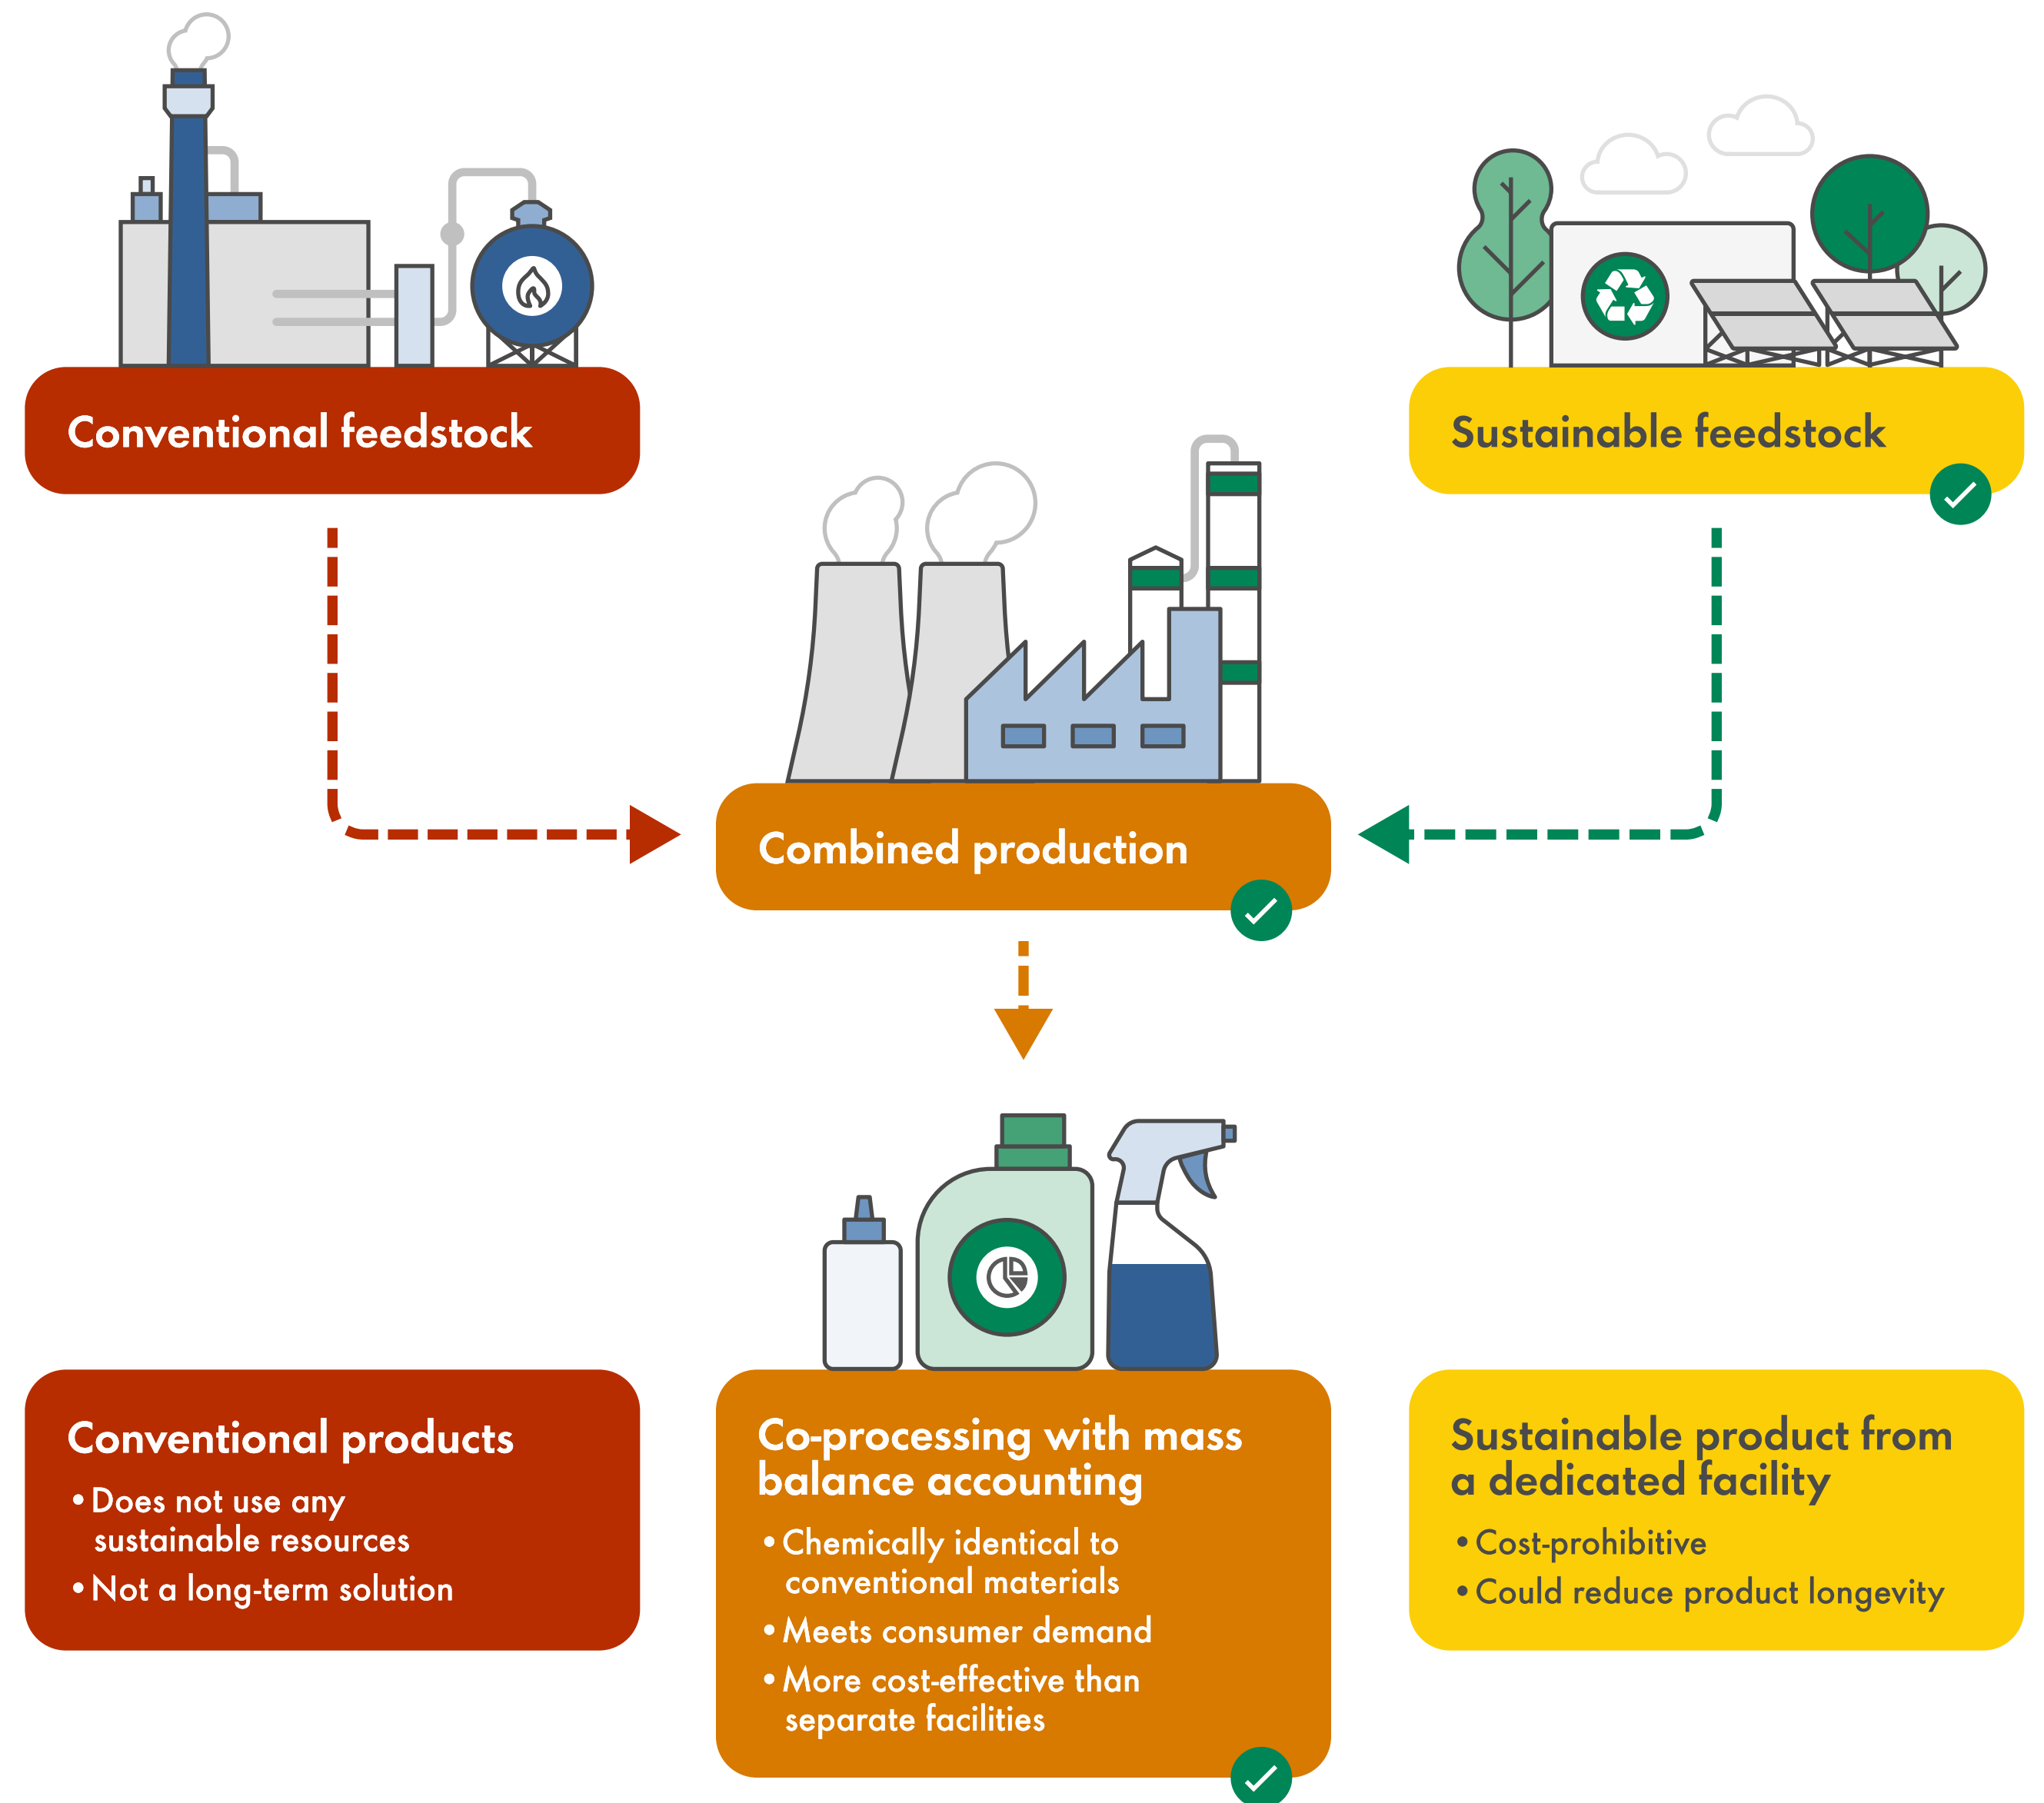 Conventional feedstock
Sustainable feedstock
Combined production
Conventional products
• Does not use any
sustainable resources
• Not a long-term solution
Co-processing with mass
balance accounting
• Chemically identical to
conventional materials
• Meets consumer demand
• More cost-effective than
separate facilities
Sustainable product from
a dedicated facility
• Cost-prohibitive
• Could reduce product longevity